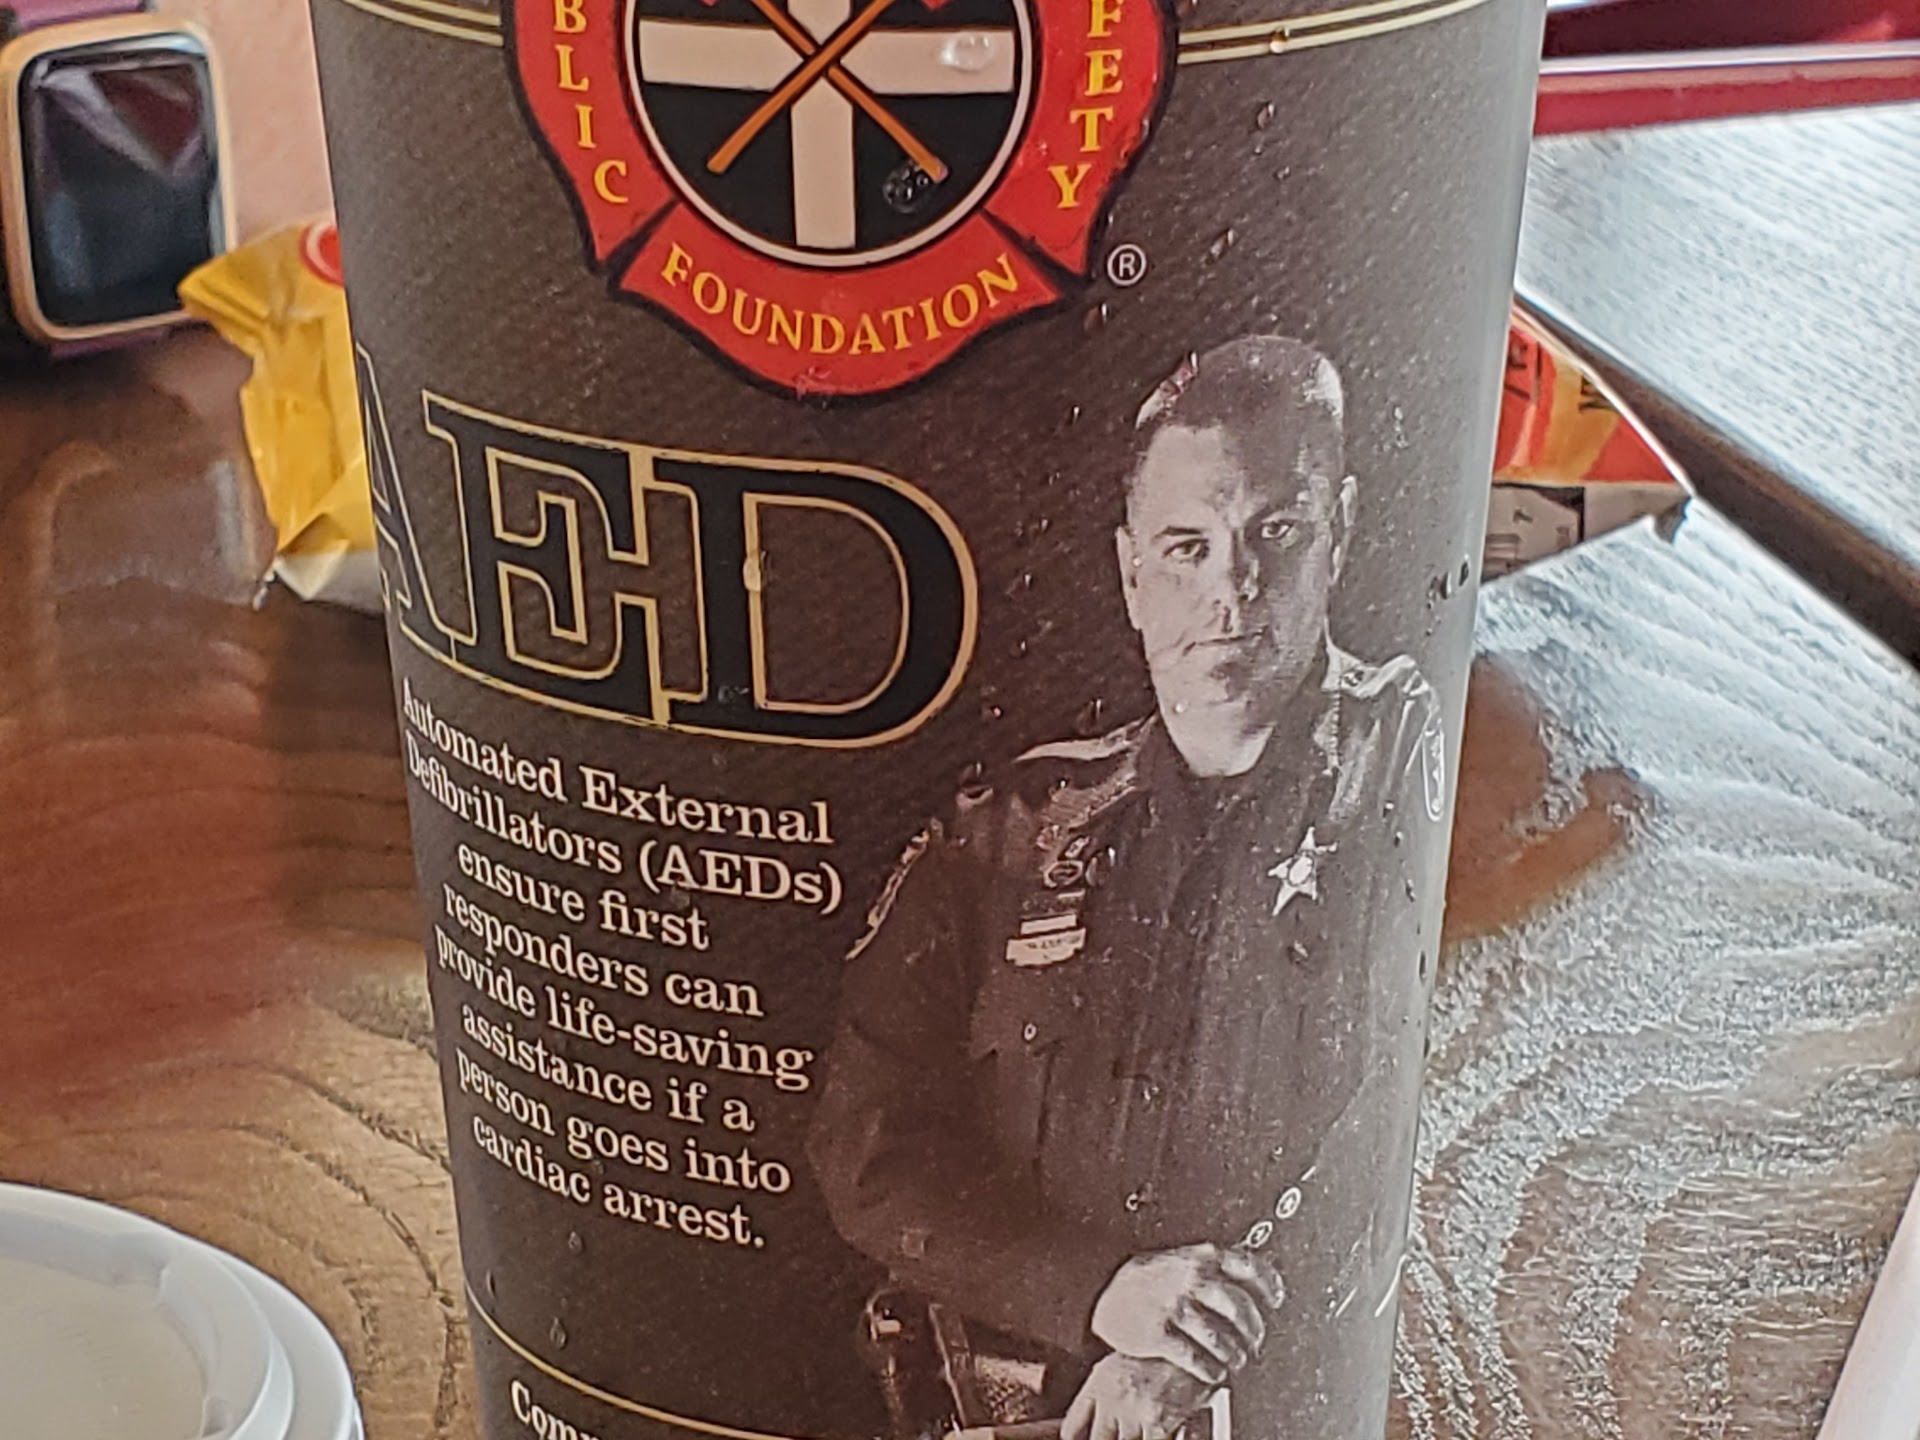 BLIC
FETY
FOUNDATION
®
AED
Automated External
Defibrillators (AEDs)
ensure first
responders can
provide life-saving
assistance if a
person goes into
cardiac arrest.